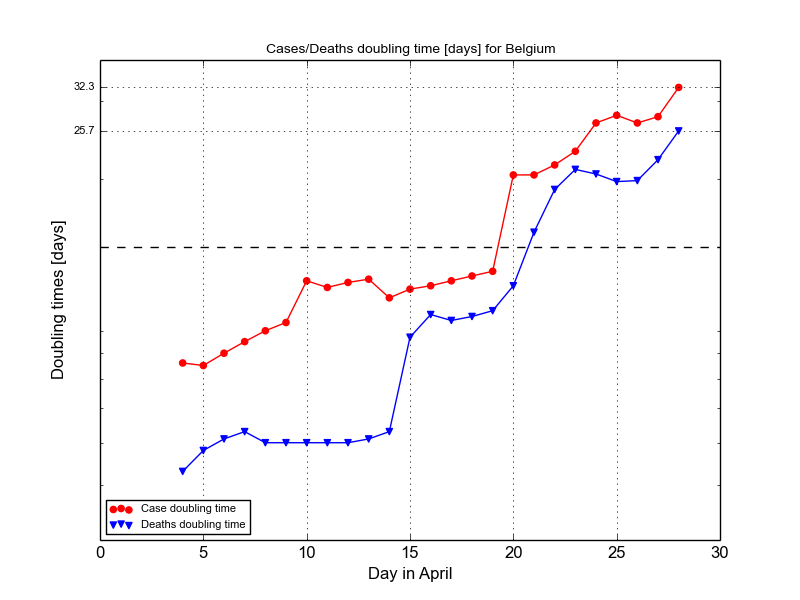 Cases/Deaths doubling time [days] for Belgium
32.3
25.7
Doubling times [days]
Case doubling time
Deaths doubling time
0 5 10 15 20 25 30
Day in April